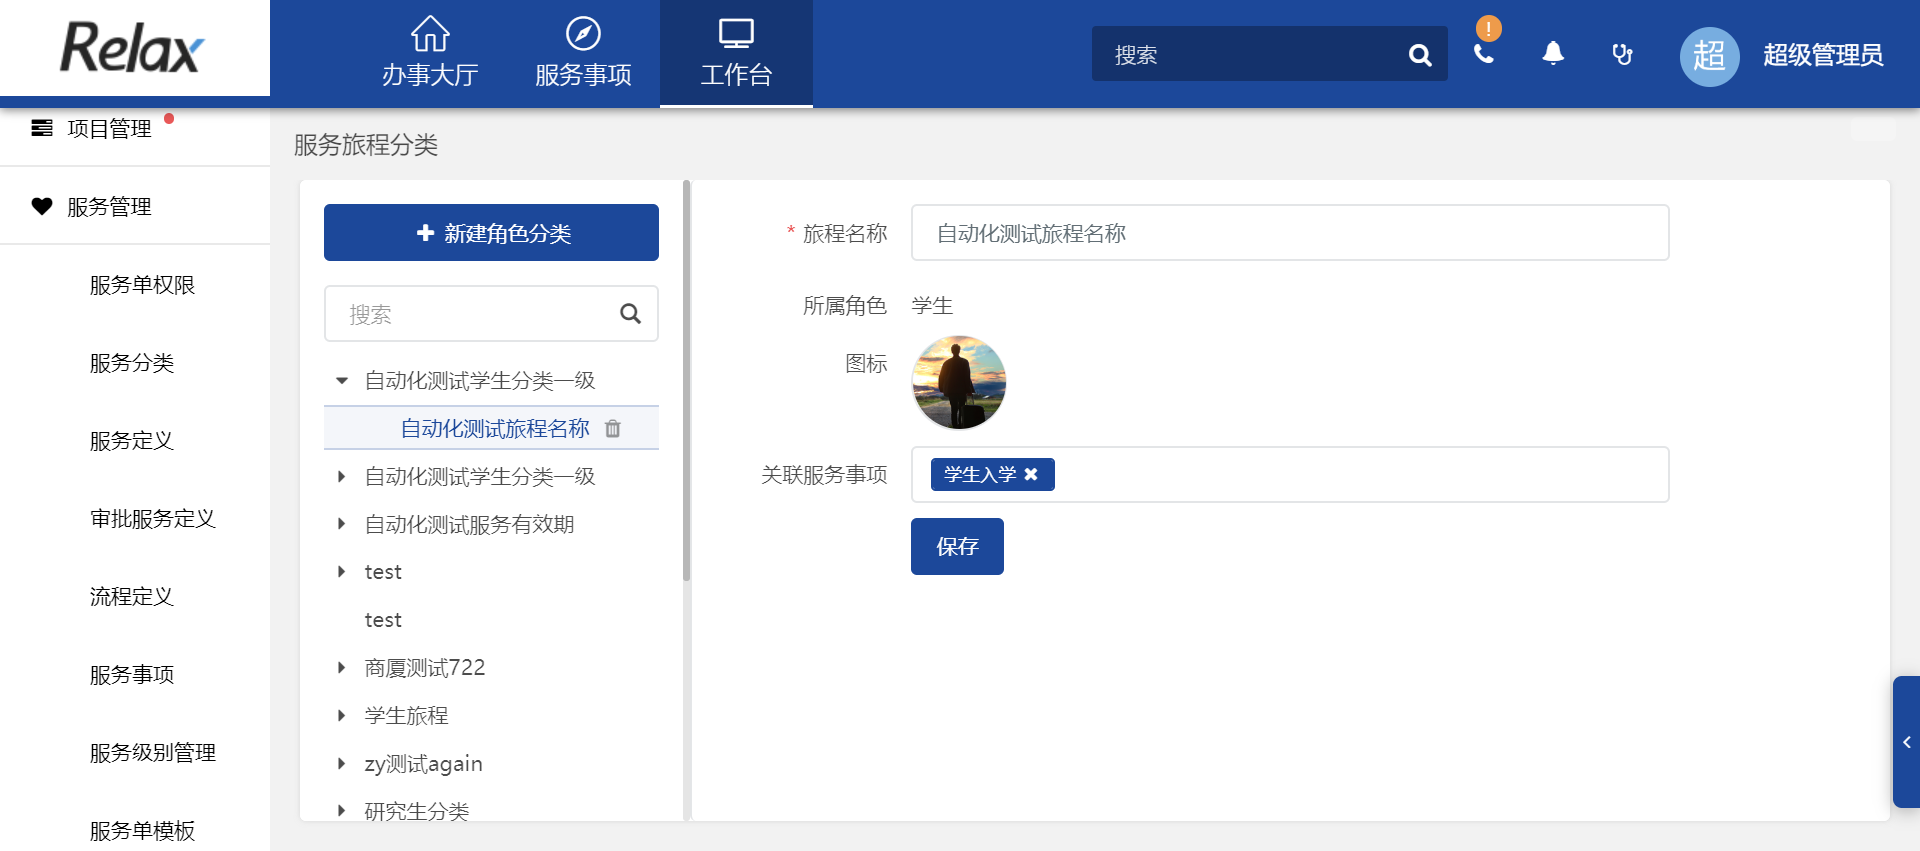 Relax
办事大厅
服务事项
工作台
搜索
!
超
超级管理员
项目管理
服务管理
服务单权限
服务分类
服务定义
审批服务定义
流程定义
服务事项
服务级别管理
服务单模板
服务旅程分类
新建角色分类
搜索
自动化测试学生分类一级
自动化测试旅程名称
自动化测试学生分类一级
自动化测试服务有效期
test
test
商厦测试722
学生旅程
zy测试again
研究生分类
* 旅程名称 自动化测试旅程名称
所属角色 学生
图标
关联服务事项 学生入学
保存